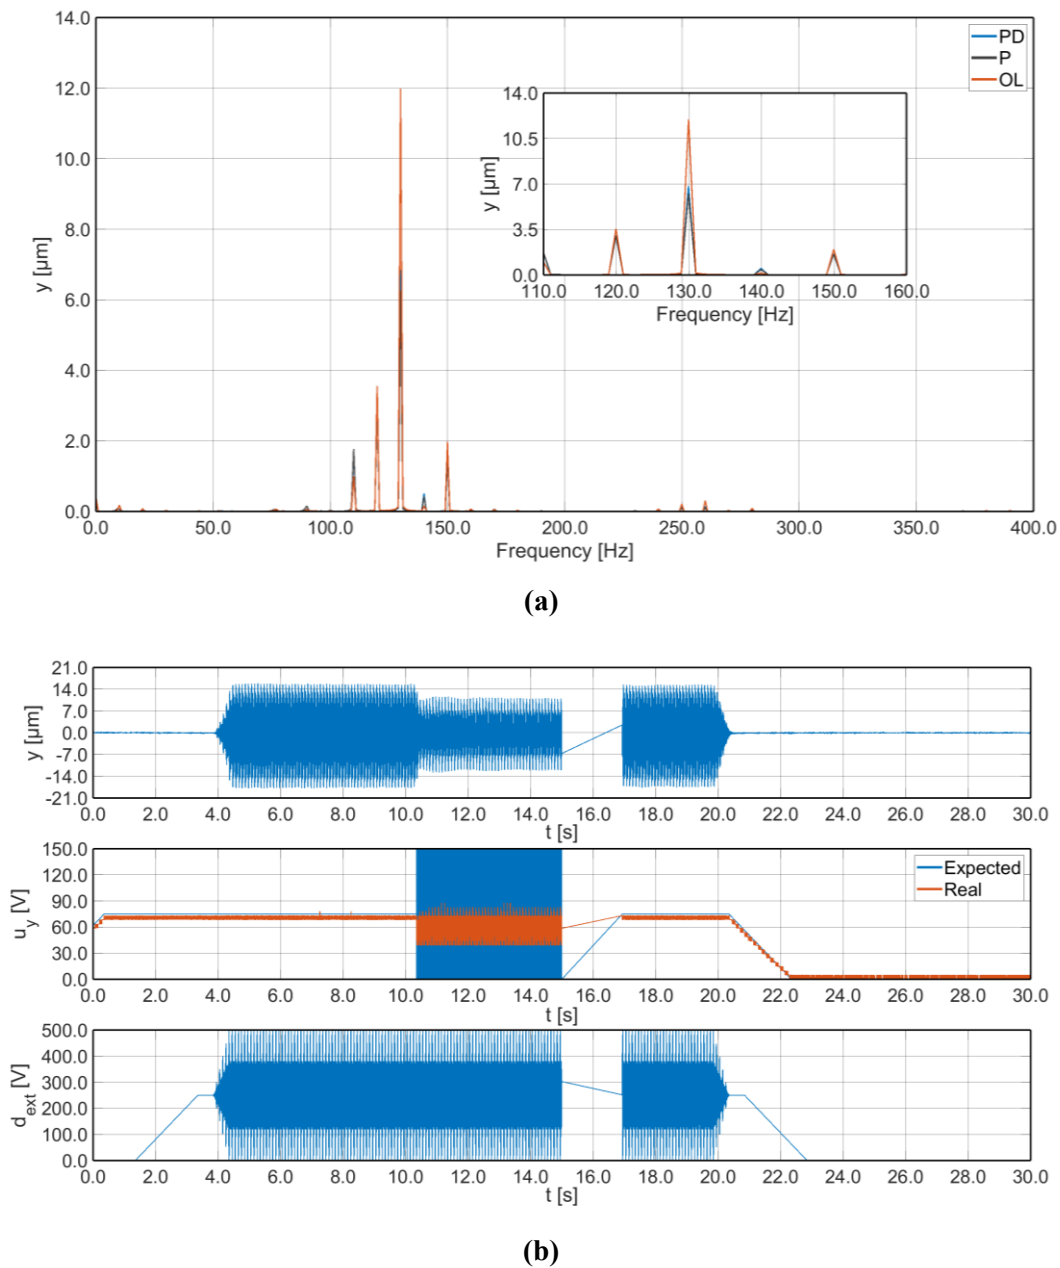 14.0
12.0
10.0
8.0
6.0
4.0
2.0
0.0
y [μm]
0.0 50.0 100.0 150.0 200.0 250.0 300.0 350.0 400.0
Frequency [Hz]
PD
P
OL
14.0
10.5
7.0
3.5
0.0
y [μm]
110.0 120.0 130.0 140.0 150.0 160.0
Frequency [Hz]
(a)
21.0
14.0
7.0
0.0
-7.0
-14.0
-21.0
y [μm]
0.0 2.0 4.0 6.0 8.0 10.0 12.0 14.0 16.0 18.0 20.0 22.0 24.0 26.0 28.0 30.0
t [s]
150.0
120.0
90.0
60.0
30.0
0.0
u_y [V]
Expected
Real
0.0 2.0 4.0 6.0 8.0 10.0 12.0 14.0 16.0 18.0 20.0 22.0 24.0 26.0 28.0 30.0
t [s]
500.0
400.0
300.0
200.0
100.0
0.0
d_ext [V]
0.0 2.0 4.0 6.0 8.0 10.0 12.0 14.0 16.0 18.0 20.0 22.0 24.0 26.0 28.0 30.0
t [s]
(b)